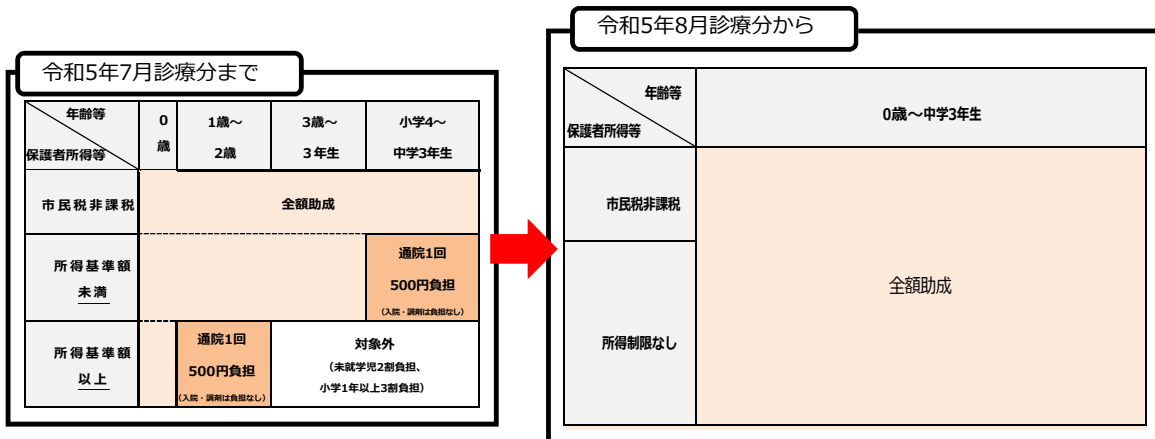 令和5年7月診療分まで
年齢等
保護者所得等
0
歳
1歳～
2歳
3歳～
3年生
小学4～
中学3年生
市民税非課税
全額助成
所得基準額
未満
通院1回
500円負担
(入院・調剤は負担なし)
所得基準額
以上
通院1回
500円負担
(入院・調剤は負担なし)
対象外
(未就学児2割負担、
小学1年以上3割負担)
令和5年8月診療分から
年齢等
保護者所得等
0歳～中学3年生
市民税非課税
所得制限なし
全額助成